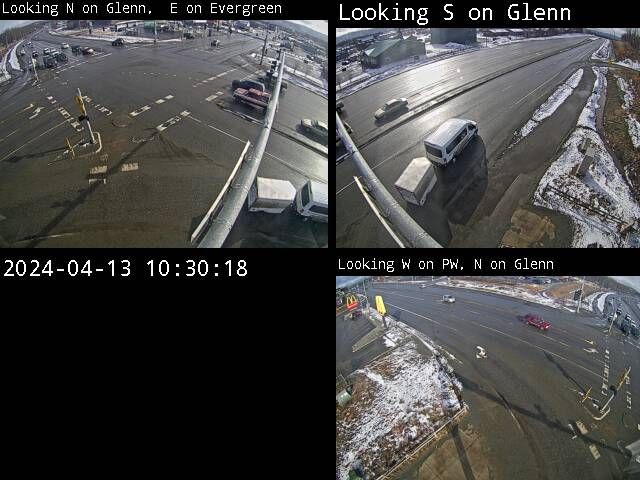 Looking N on Glenn,  E on Evergreen
Looking S on Glenn
2024-04-13 10:30:18
Looking W on PW, N on Glenn